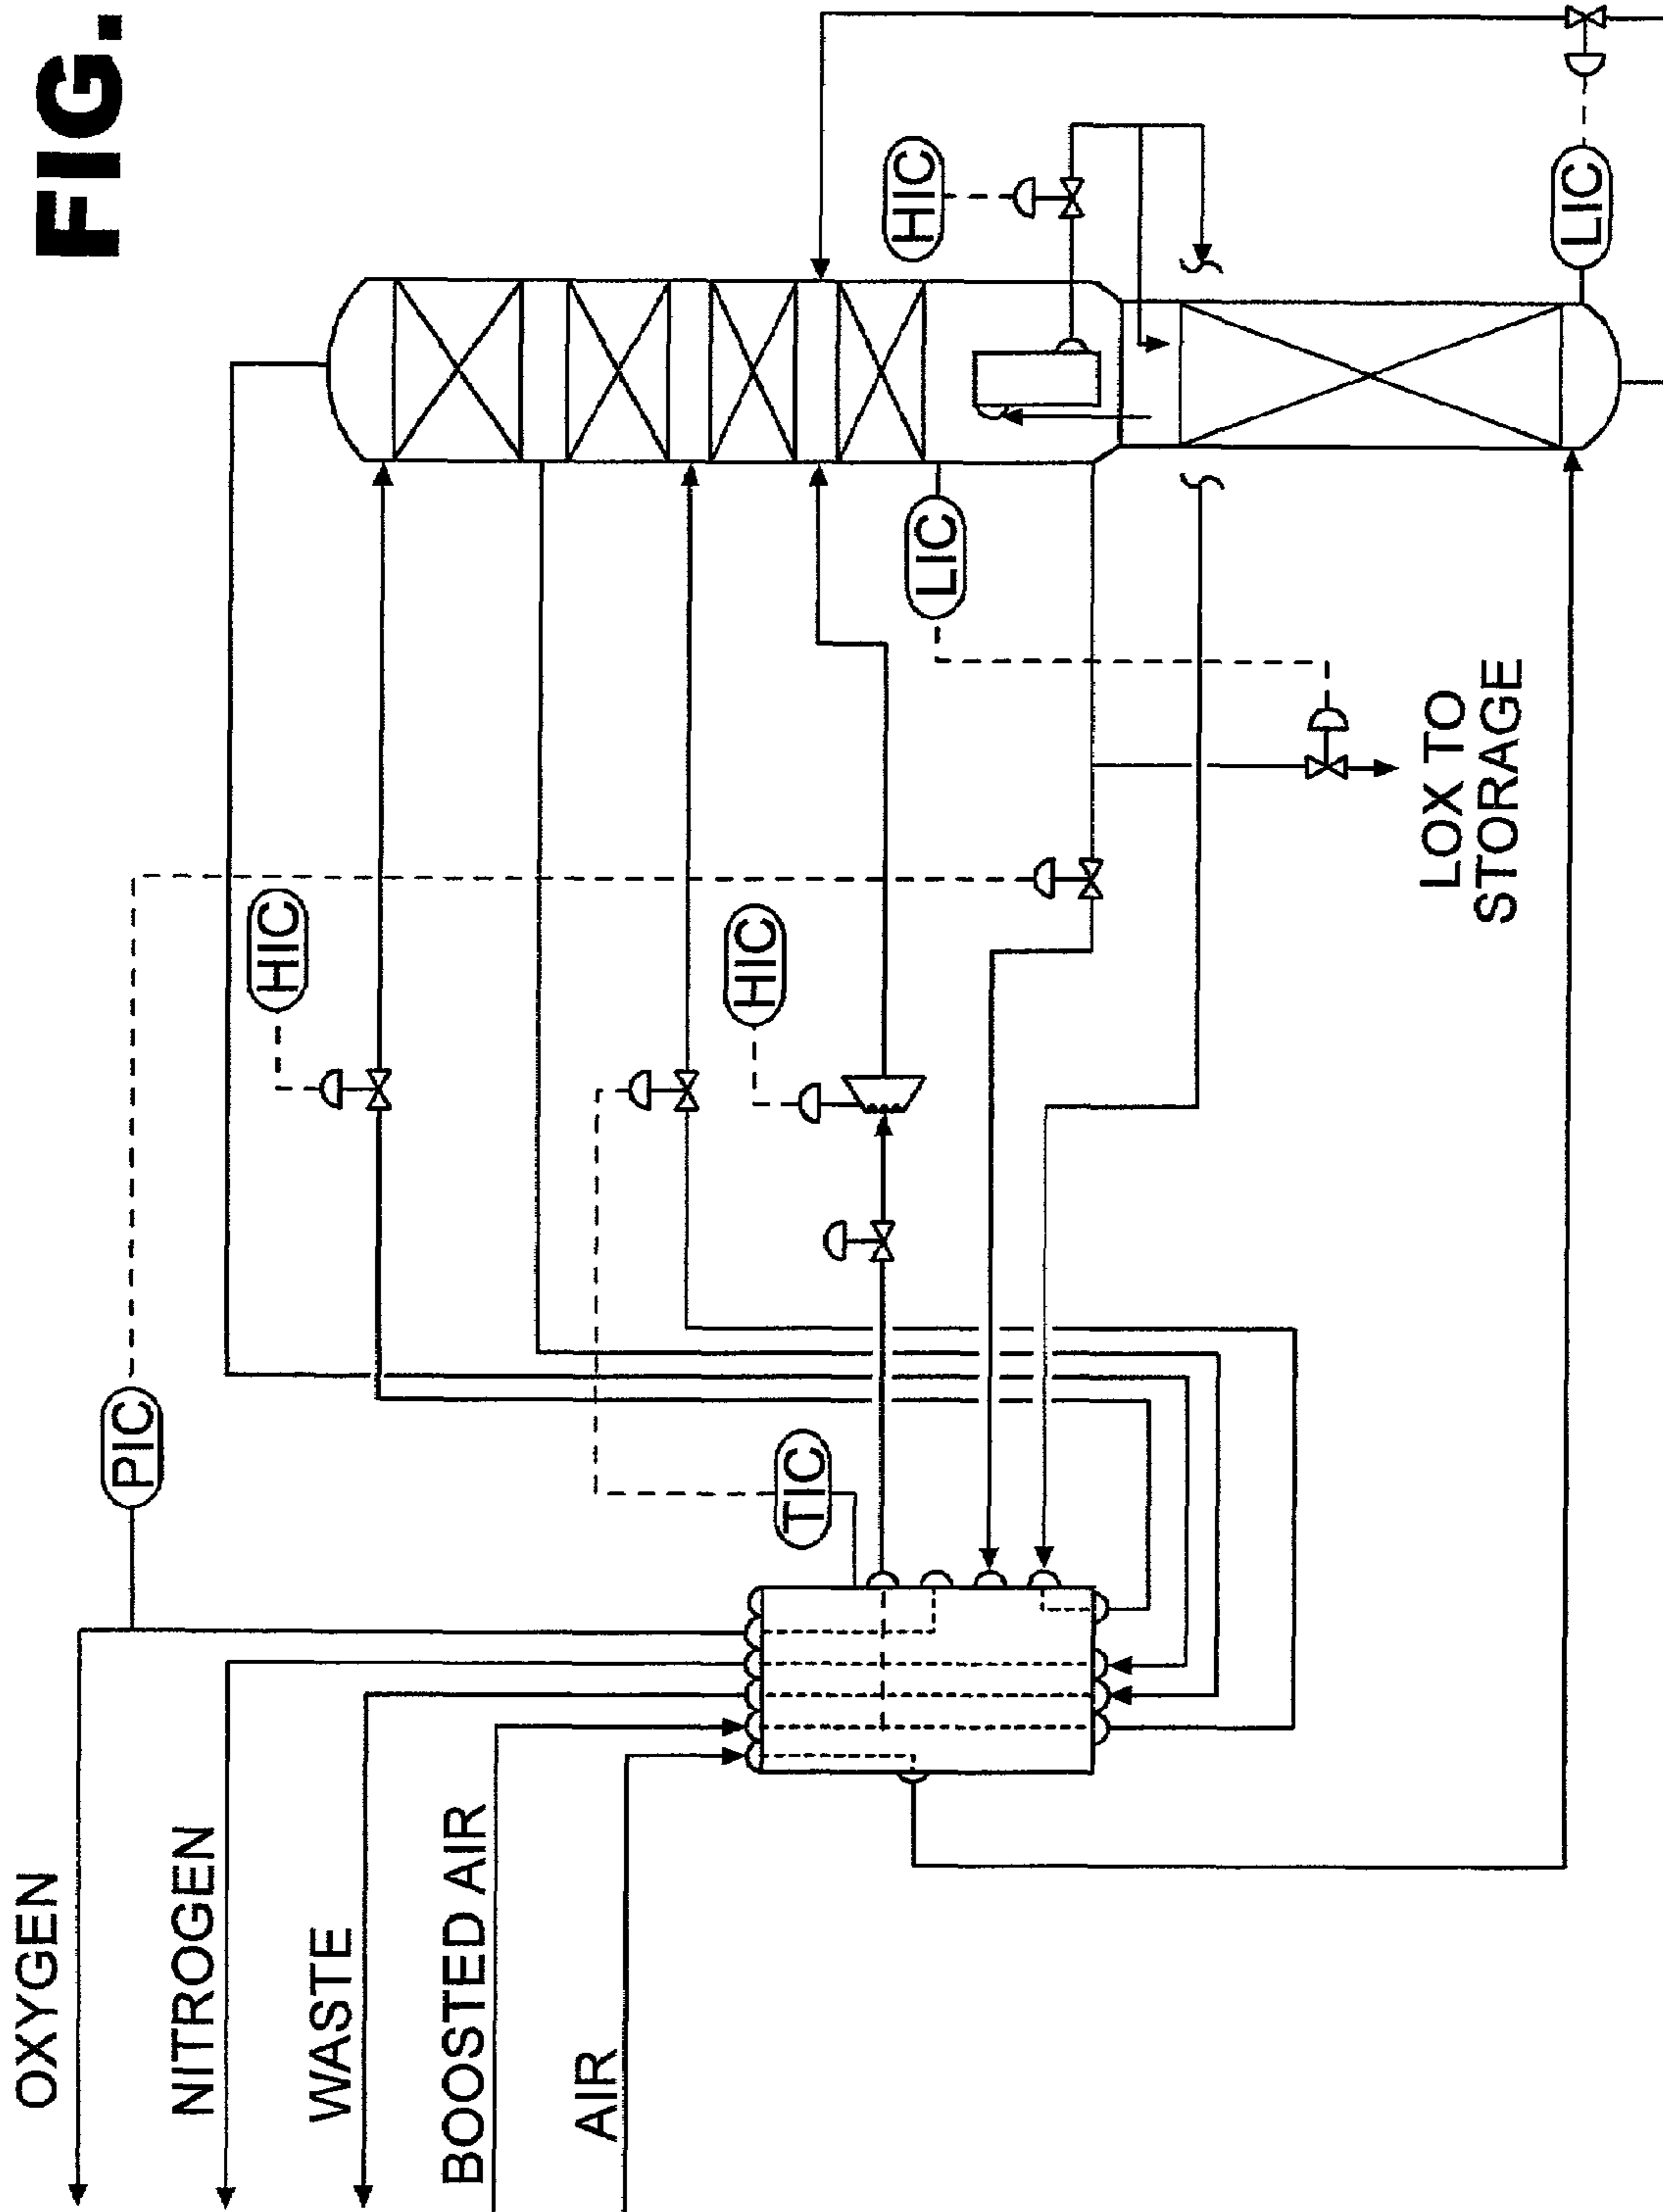 FIG.
OXYGEN
NITROGEN
WASTE
BOOSTED AIR
AIR
PIC
HIC
HIC
TIC
LIC
HIC
LIC
LOX TO
STORAGE